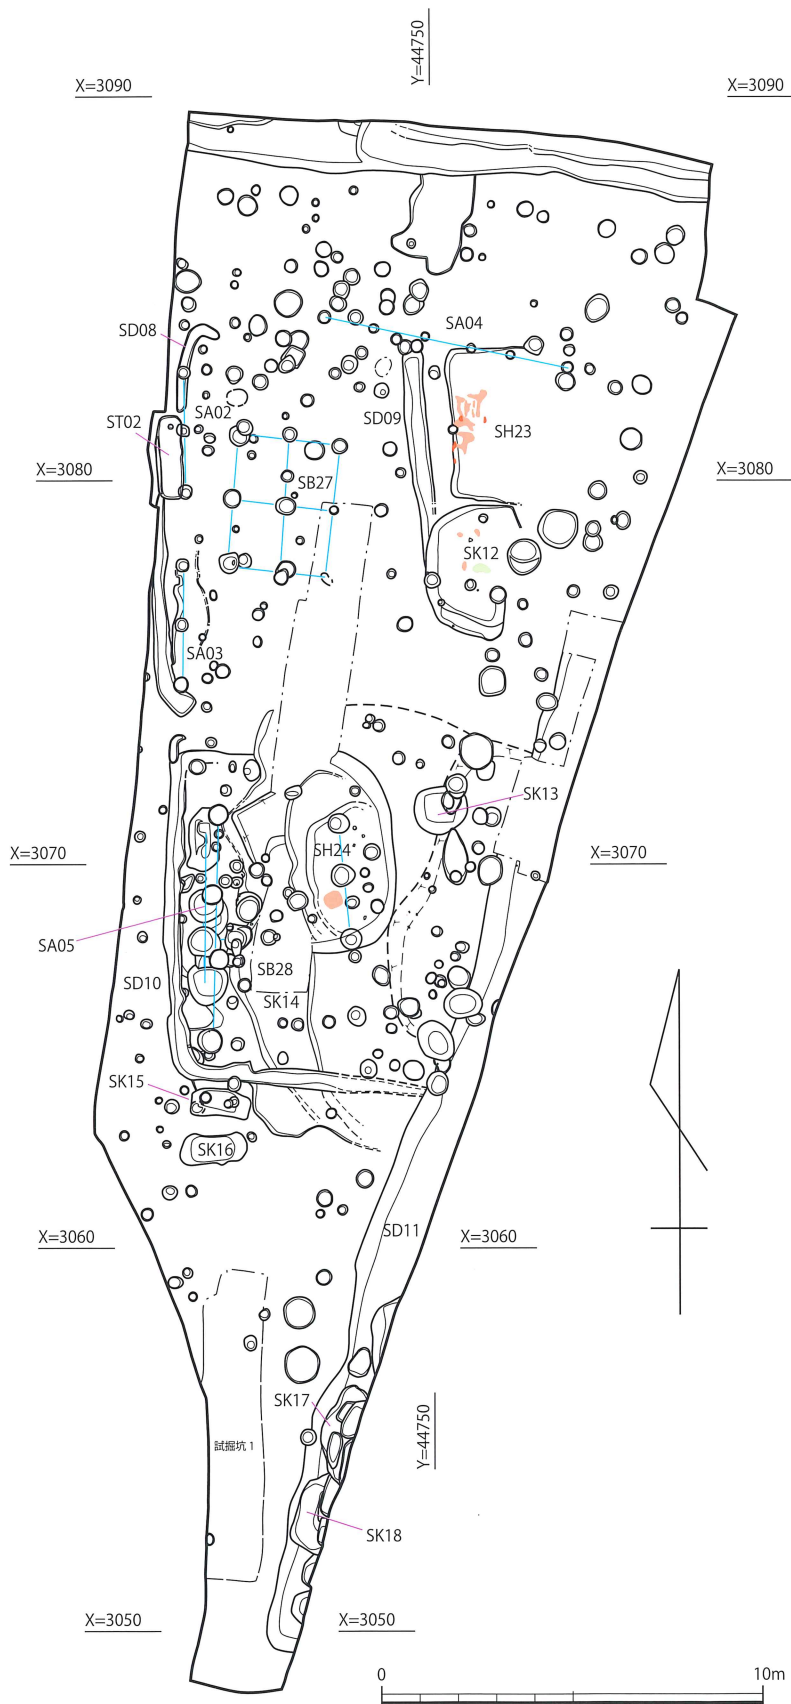 Y=44750
X=3090
X=3090
SA04
SD08
SA02
SD09
ST02
SH23
X=3080
X=3080
SB27
SK12
SA03
SK13
SH24
X=3070
X=3070
SA05
SB28
SD10
SK14
SK15
SK16
SD11
X=3060
X=3060
SK17
Y=44750
試掘坑 1
SK18
X=3050
X=3050
0
10m